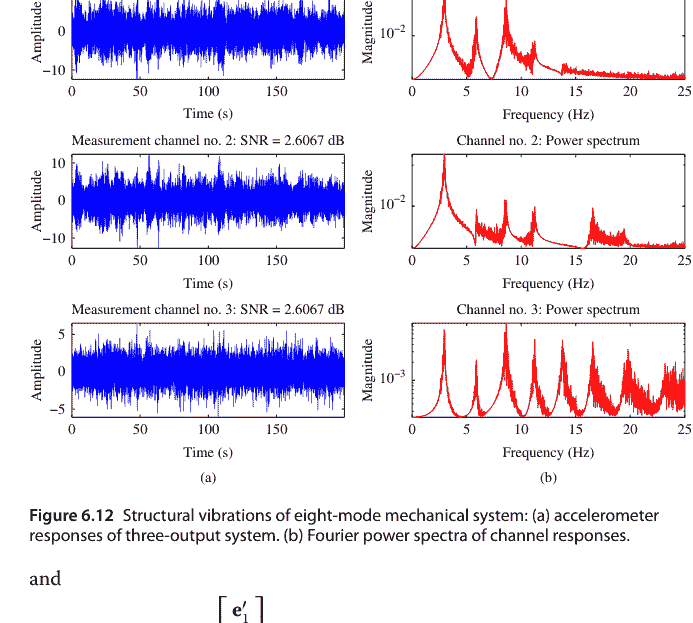 Amplitude
0
−10
0 50 100 150
Time (s)
Magnitude
10−2
0 5 10 15 20 25
Frequency (Hz)
Measurement channel no. 2: SNR = 2.6067 dB
Amplitude
10
0
−10
0 50 100 150
Time (s)
Channel no. 2: Power spectrum
Magnitude
10−2
0 5 10 15 20 25
Frequency (Hz)
Measurement channel no. 3: SNR = 2.6067 dB
Amplitude
5
0
−5
0 50 100 150
Time (s)
(a)
Channel no. 3: Power spectrum
Magnitude
10−3
0 5 10 15 20 25
Frequency (Hz)
(b)
Figure 6.12 Structural vibrations of eight-mode mechanical system: (a) accelerometer
responses of three-output system. (b) Fourier power spectra of channel responses.
and
e′1